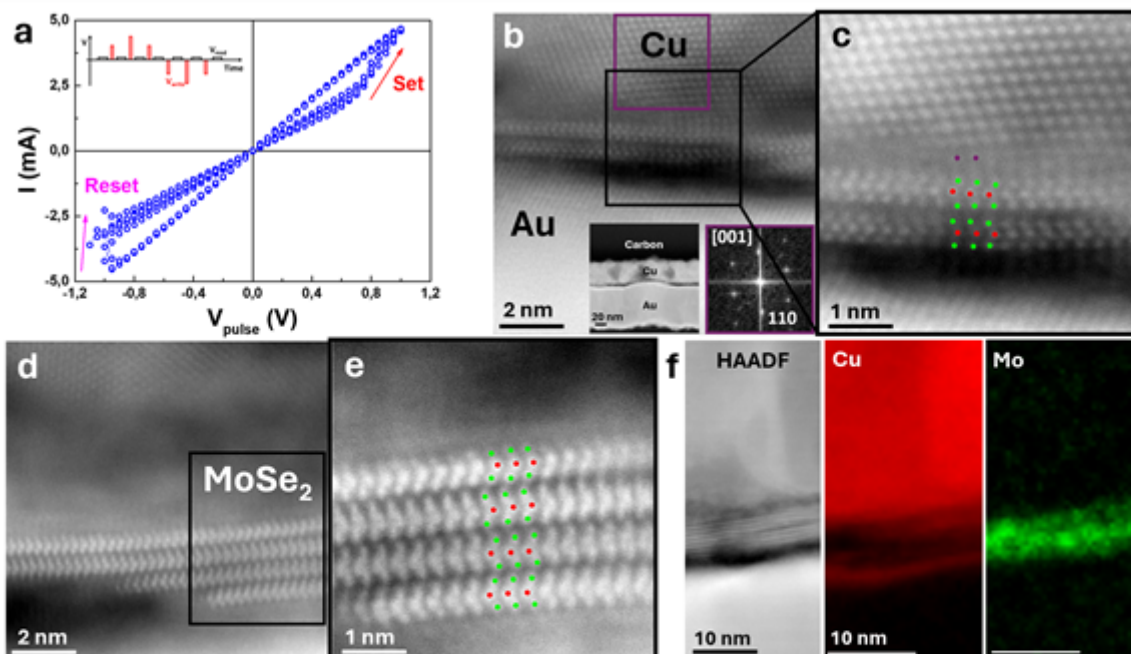 a
5,0
2,5
0,0
-2,5
5,0
I (mA)
V
V_read
Time
V_write
Set
Reset
-1,2 -0,8 -0,4 0,0 0,4 0,8 1,2
V_pulse (V)
b
Cu
Au
2 nm
Carbon
Cu
Au
20 nm
[001]
110
c
1 nm
d
MoSe₂
2 nm
e
1 nm
f
HAADF
Cu
Mo
10 nm
10 nm